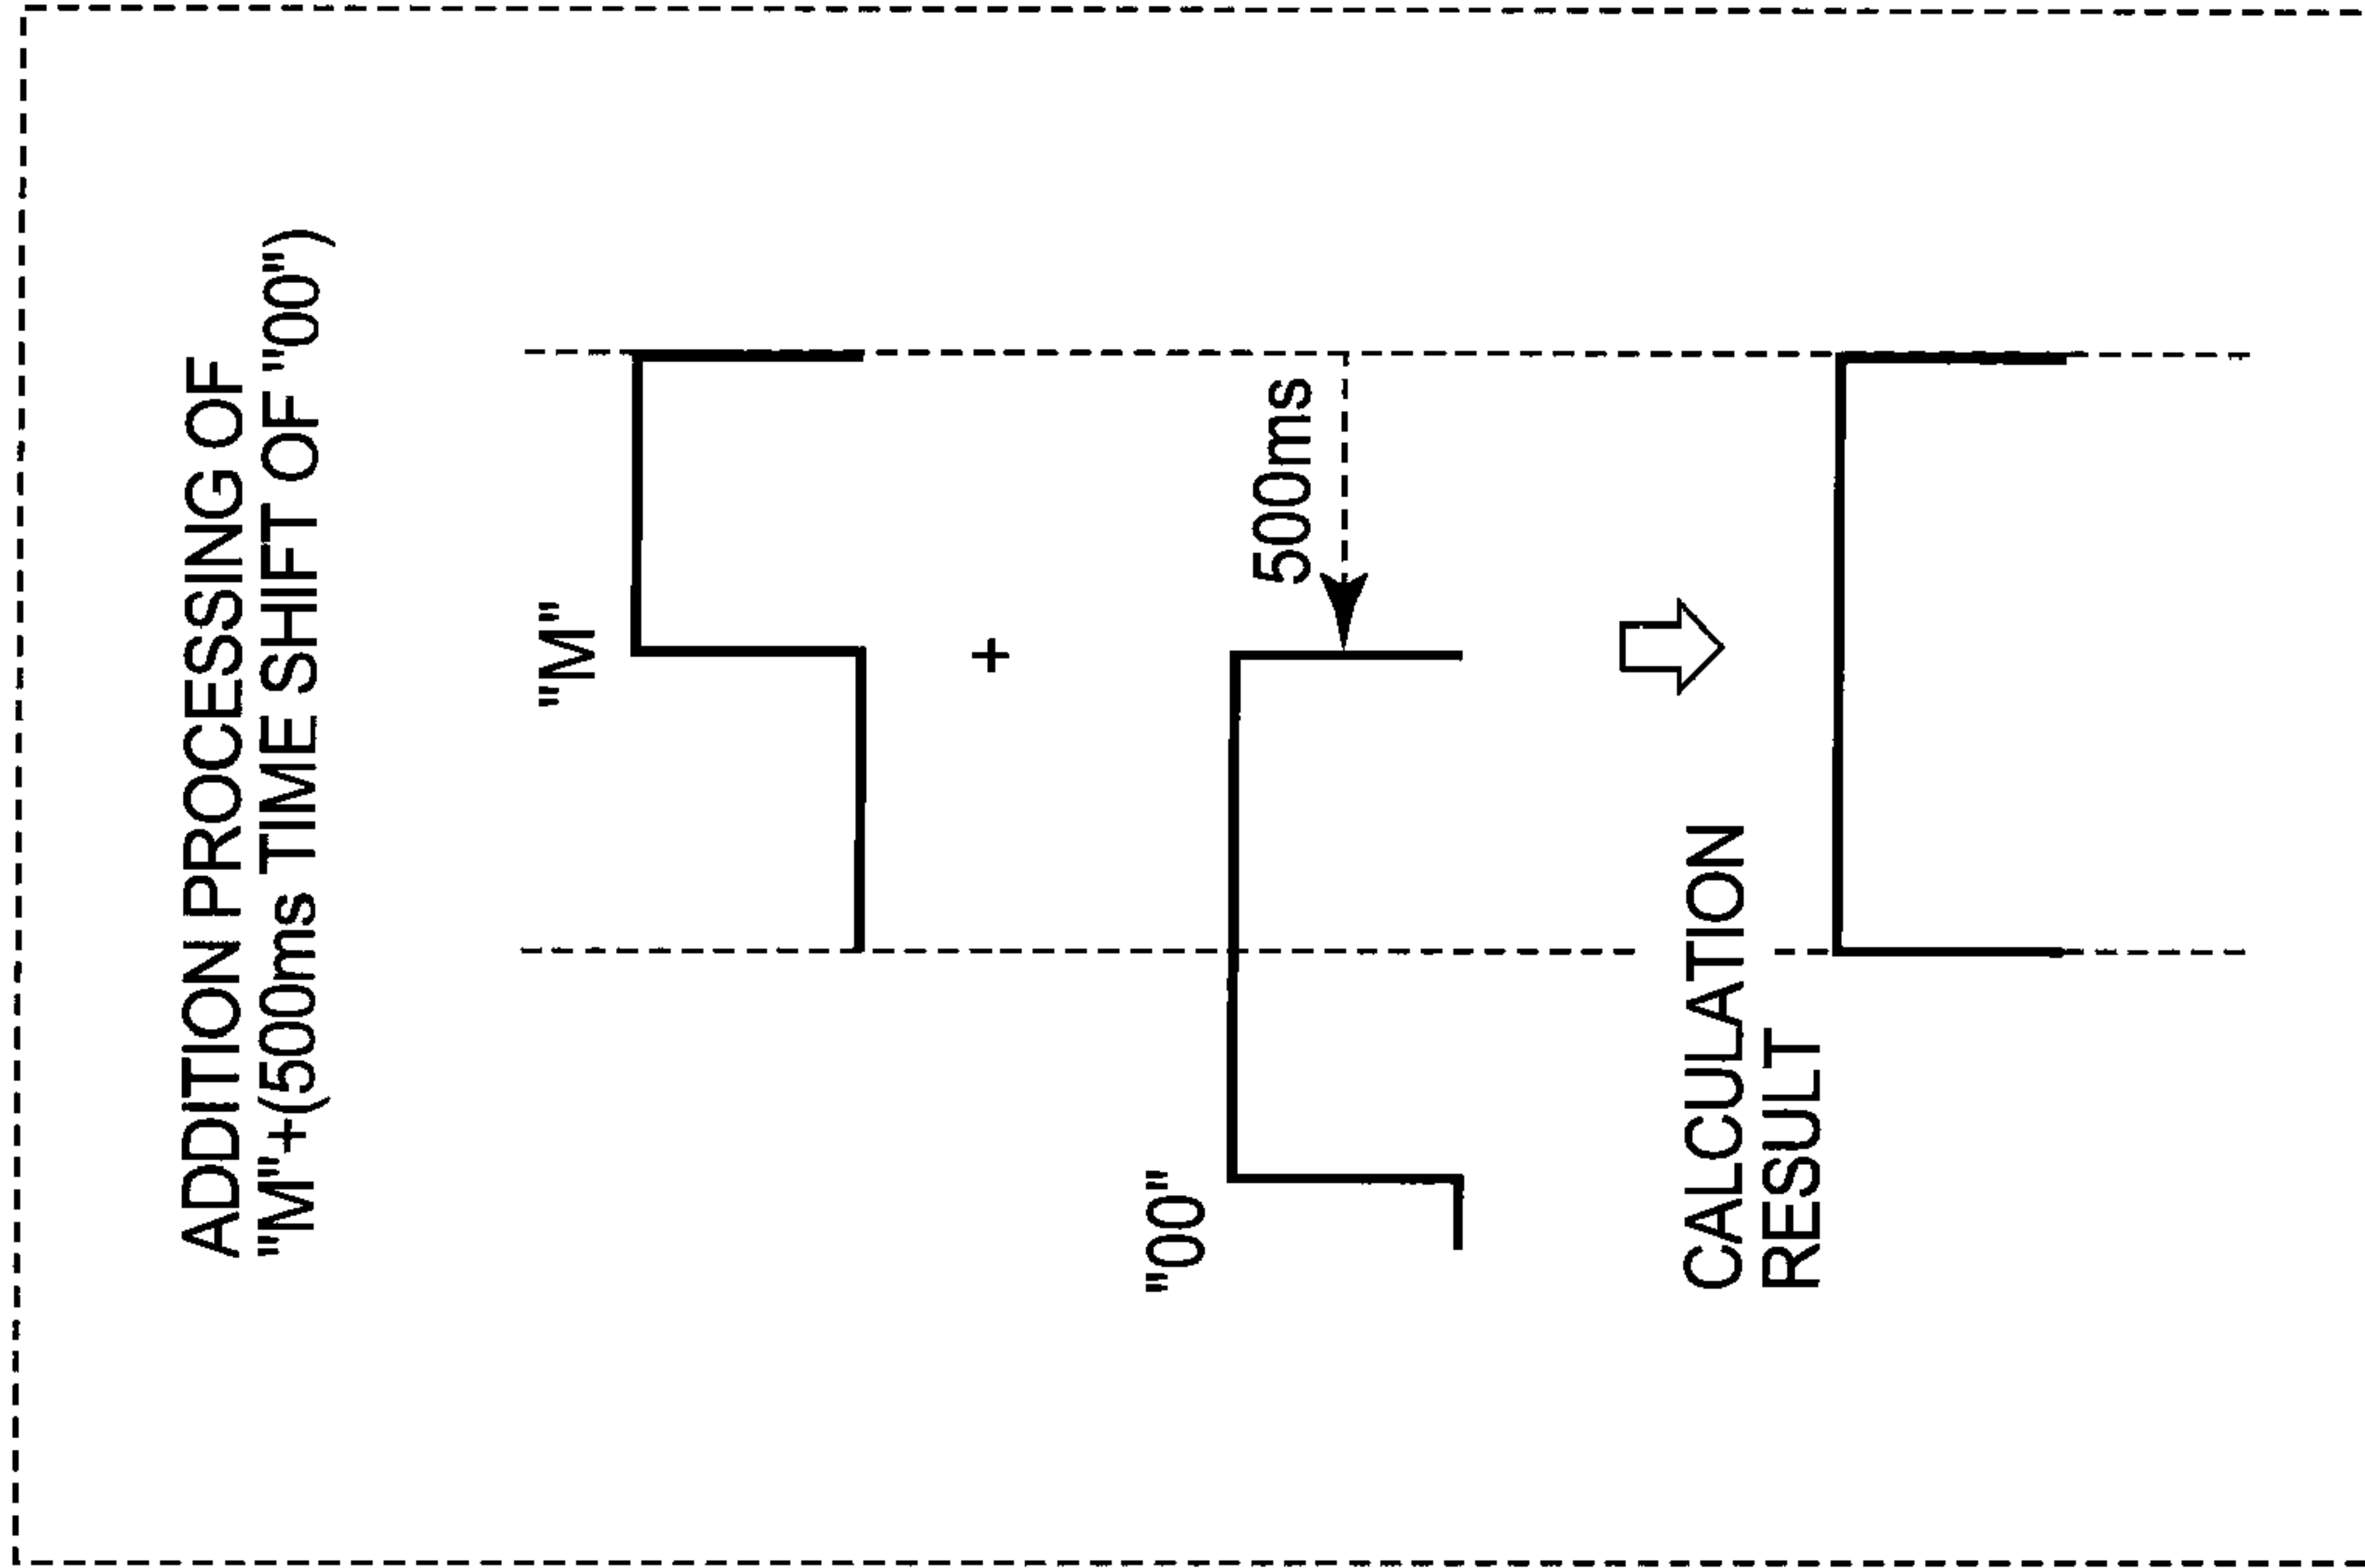 ADDITION PROCESSING OF
"M"+(500ms TIME SHIFT OF "00")
"M"
+
500ms
"00"
CALCULATION
RESULT